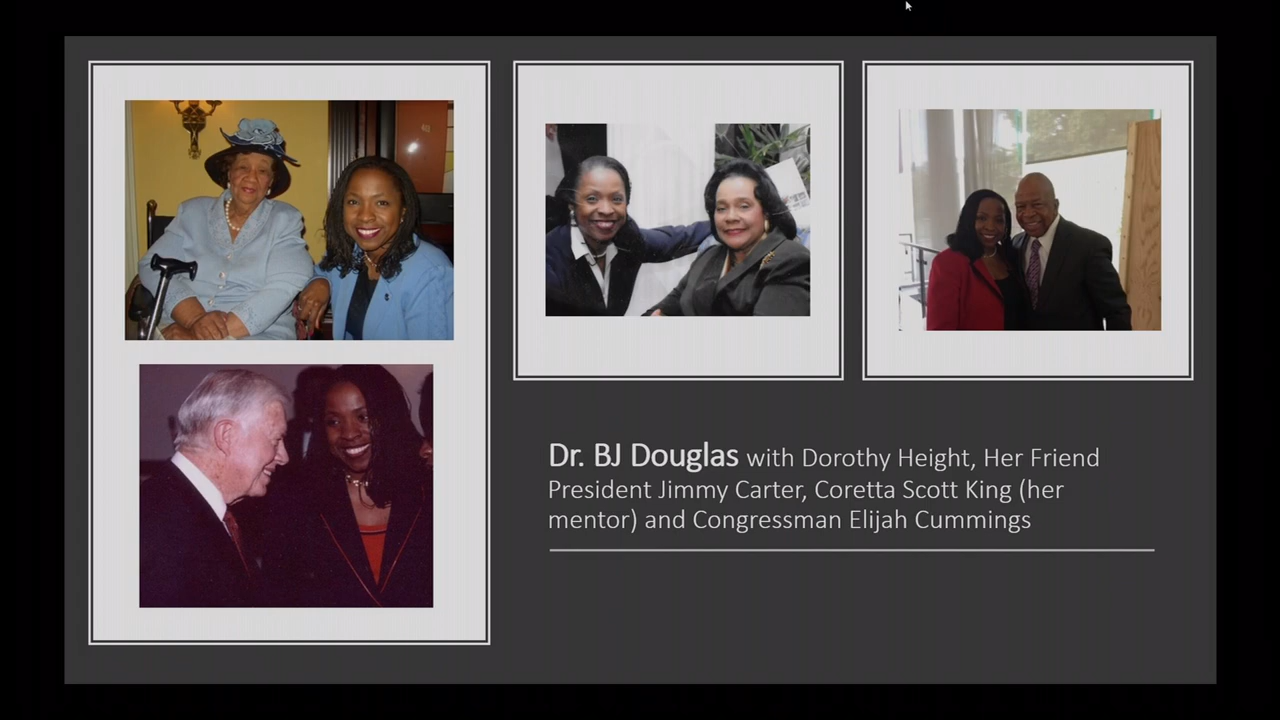 Dr. BJ Douglas with Dorothy Height, Her Friend
President Jimmy Carter, Coretta Scott King (her
mentor) and Congressman Elijah Cummings